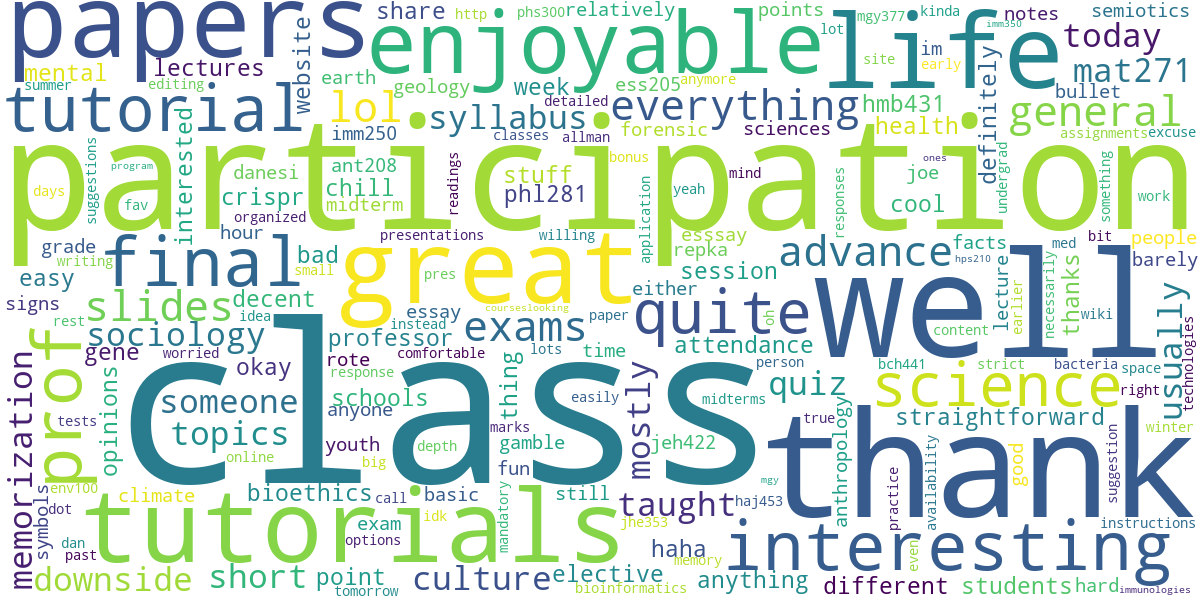 papers
enjoyable
life
share
http
phs300
relatively
points
mgy377
kinda
imm350
notes
semiotics
today
mental
lectures
website
summer
editing
earth
geology
week
ess205
anymore
lot
site
im
early
mat271
tutorial
lol
syllabus
detailed
everything
hmb431
definitely
bullet
general
imm250
classes
allman
forensic
sciences
health
assignments
excuse
suggestions
program
interested
danesi
ant208
chill
crispr
midterm
readings
stuff
phl281
bonus
mind
yeah
joe
cool
ones
undergrad
something
work
days
fav
organized
participation
application
responses
grade
writing
hour
final
bad
small
presentations
great
willing
esssay
repka
session
advance
facts
hps210
med
bit
people
barely
easy
signs
slides
decent
idea
pres
courseslooking
either
quite
well
lecture
earlier
necessarily
thanks
wiki
usually
technologies
rest
sociology
professor
essay
instead
exams
paper
oh
attendance
content
prof
gene
worried
okay
rote
comfortable
lots
time
person
bch441
strict
bacteria
space
right
memorization
opinions
someone
response
schools
anything
easily
mostly
quiz
midterms
science
winter
tests
topics
anyone
class
marks
true
straightforward
online
youth
big
depth
gamble
fun
jeh422
anthropology
thank
good
suggestion
env100
climate
bioethics
call
basic
still
mgy
haj453
practice
availability
symbols
dot
tutorials
exam
idk
mandatory
taught
jhe353
instructions
dan
past
options
haha
memory
interesting
even
downside
short
point
tomorrow
culture
elective
bioinformatics
anything
different
students
hard
immunologies